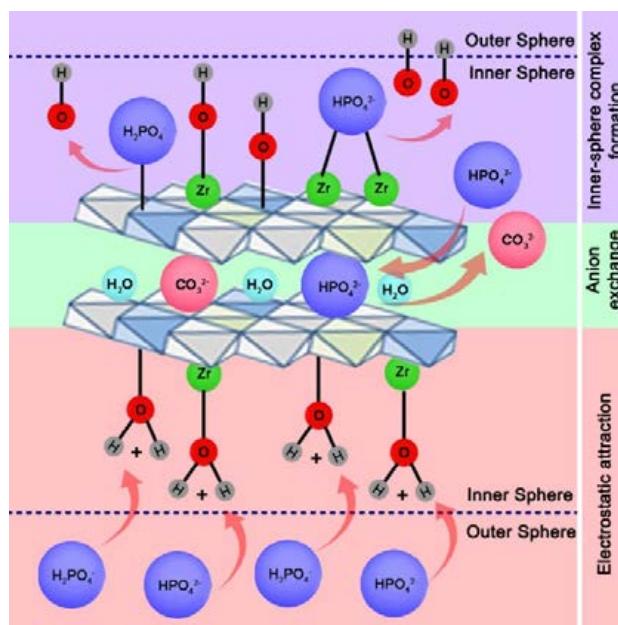 H
Outer Sphere
H
Inner Sphere
H
H
O
O
HPO₄²⁻
H
O
O
H₂PO₄
O
Zr
Zr
Zr
HPO₄²⁻
CO₃²⁻
H₂O
CO₃²⁻
H₂O
HPO₄²⁻
H₂O
Zr
Zr
O
O
H
+
H
H
+
H
O
O
H
+
H
H
+
H
Inner Sphere
Outer Sphere
H₂PO₄⁻
HPO₄²⁻
H₂PO₄⁻
HPO₄²⁻
Inner-sphere complex
formation
Anion
exchange
Electrostatic attraction